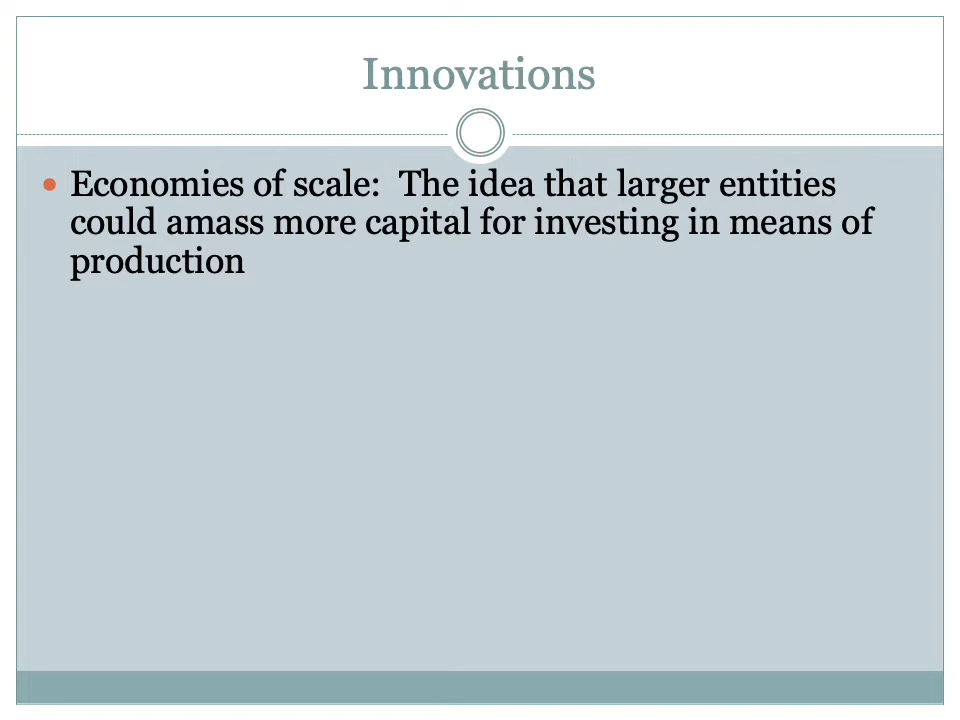 Innovations
Economies of scale:  The idea that larger entities
could amass more capital for investing in means of
production